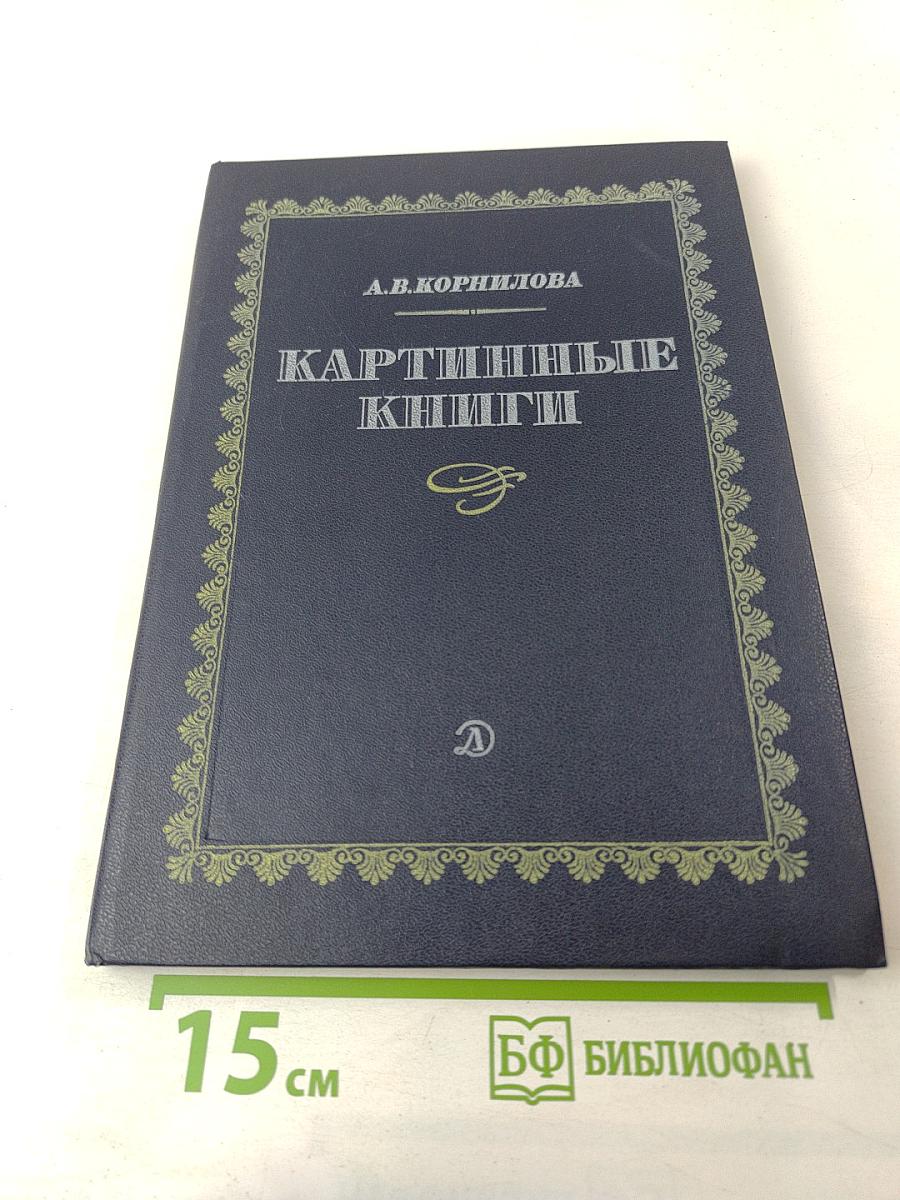 А.В.КОРНИЛОВА
КАРТИННЫЕ
КНИГИ
Д
15 см
БФ БИБЛИОФАН